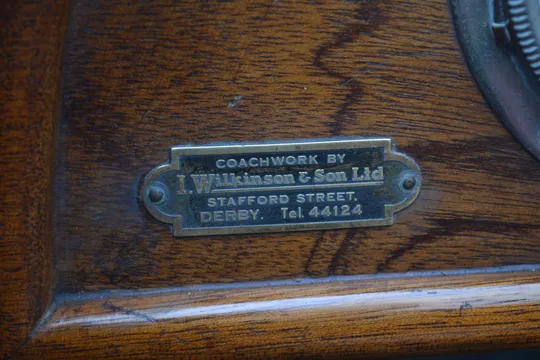 COACHWORK BY
I. Wilkinson & Son Ltd
STAFFORD STREET.
DERBY. Tel. 44124